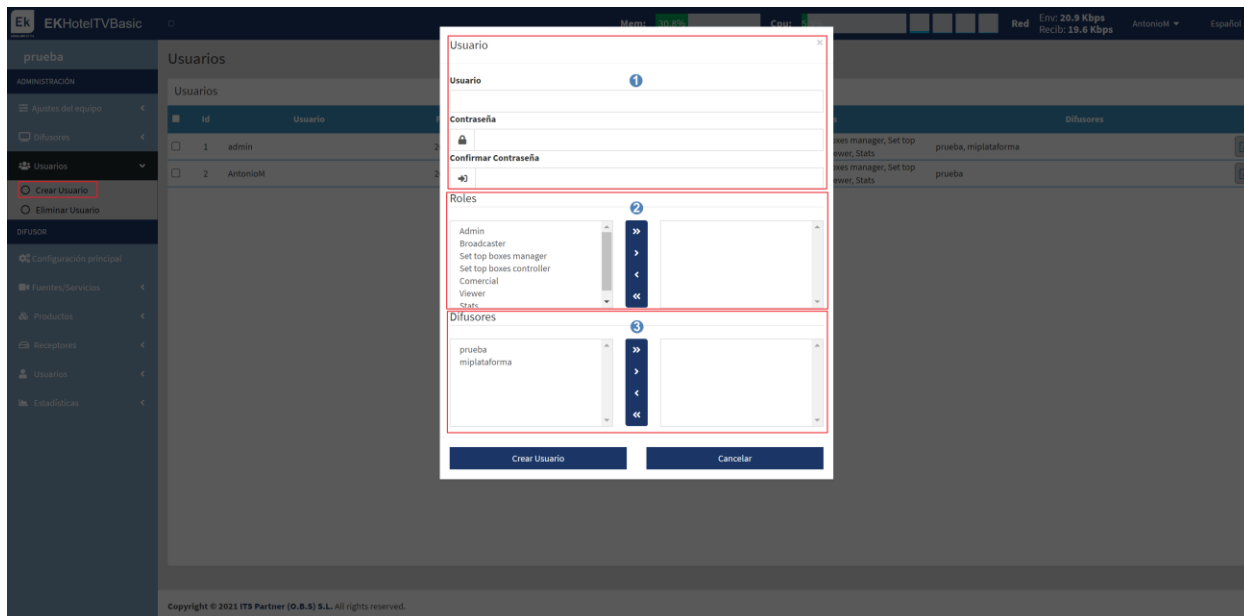 Ek EKHotelTVBasic
Mem: 30.8%
Cpu:
Red
Env: 20.9 Kbps
Recib: 19.6 Kbps
AntonioM
Español
prueba
ADMINISTRACIÓN
Ajustes del equipo
Difusores
Usuarios
Crear Usuario
Eliminar Usuario
DIFUSOR
Configuración principal
Fuentes/Servicios
Productos
Receptores
Usuarios
Estadísticas
Usuarios
Usuarios
Id Usuario Difusores
1 admin
boxes manager, Set top
Stats
prueba, miplataforma
2 AntonioM
boxes manager, Set top
Stats
prueba
Usuario ×
Usuario 1
Contraseña
Confirmar Contraseña
Roles 2
Admin
Broadcaster
Set top boxes manager
Set top boxes controller
Comercial
Viewer
Stats
» › ‹ «
Difusores 3
prueba
miplataforma
» › ‹ «
Crear Usuario
Cancelar
Copyright © 2021 ITS Partner (O.B.S) S.L. All rights reserved.